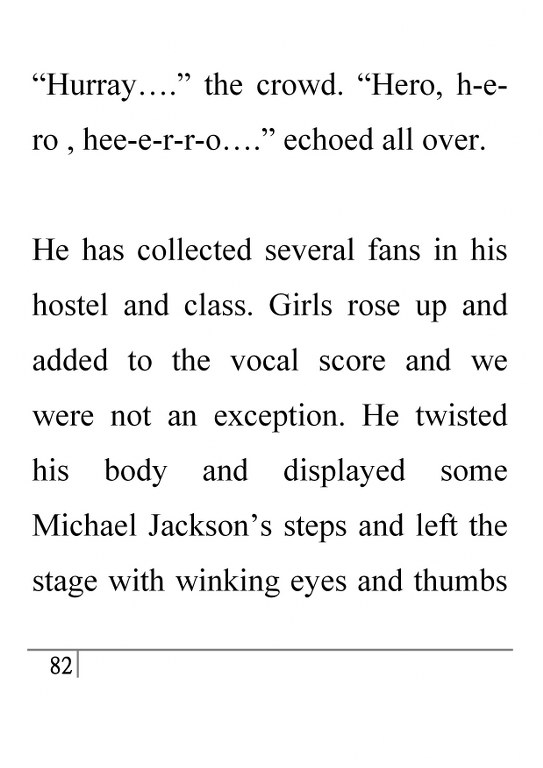 “Hurray….” the crowd. “Hero, h-e-
ro , hee-e-r-r-o….” echoed all over.
He has collected several fans in his
hostel and class. Girls rose up and
added to the vocal score and we
were not an exception. He twisted
his body and displayed some
Michael Jackson’s steps and left the
stage with winking eyes and thumbs
82